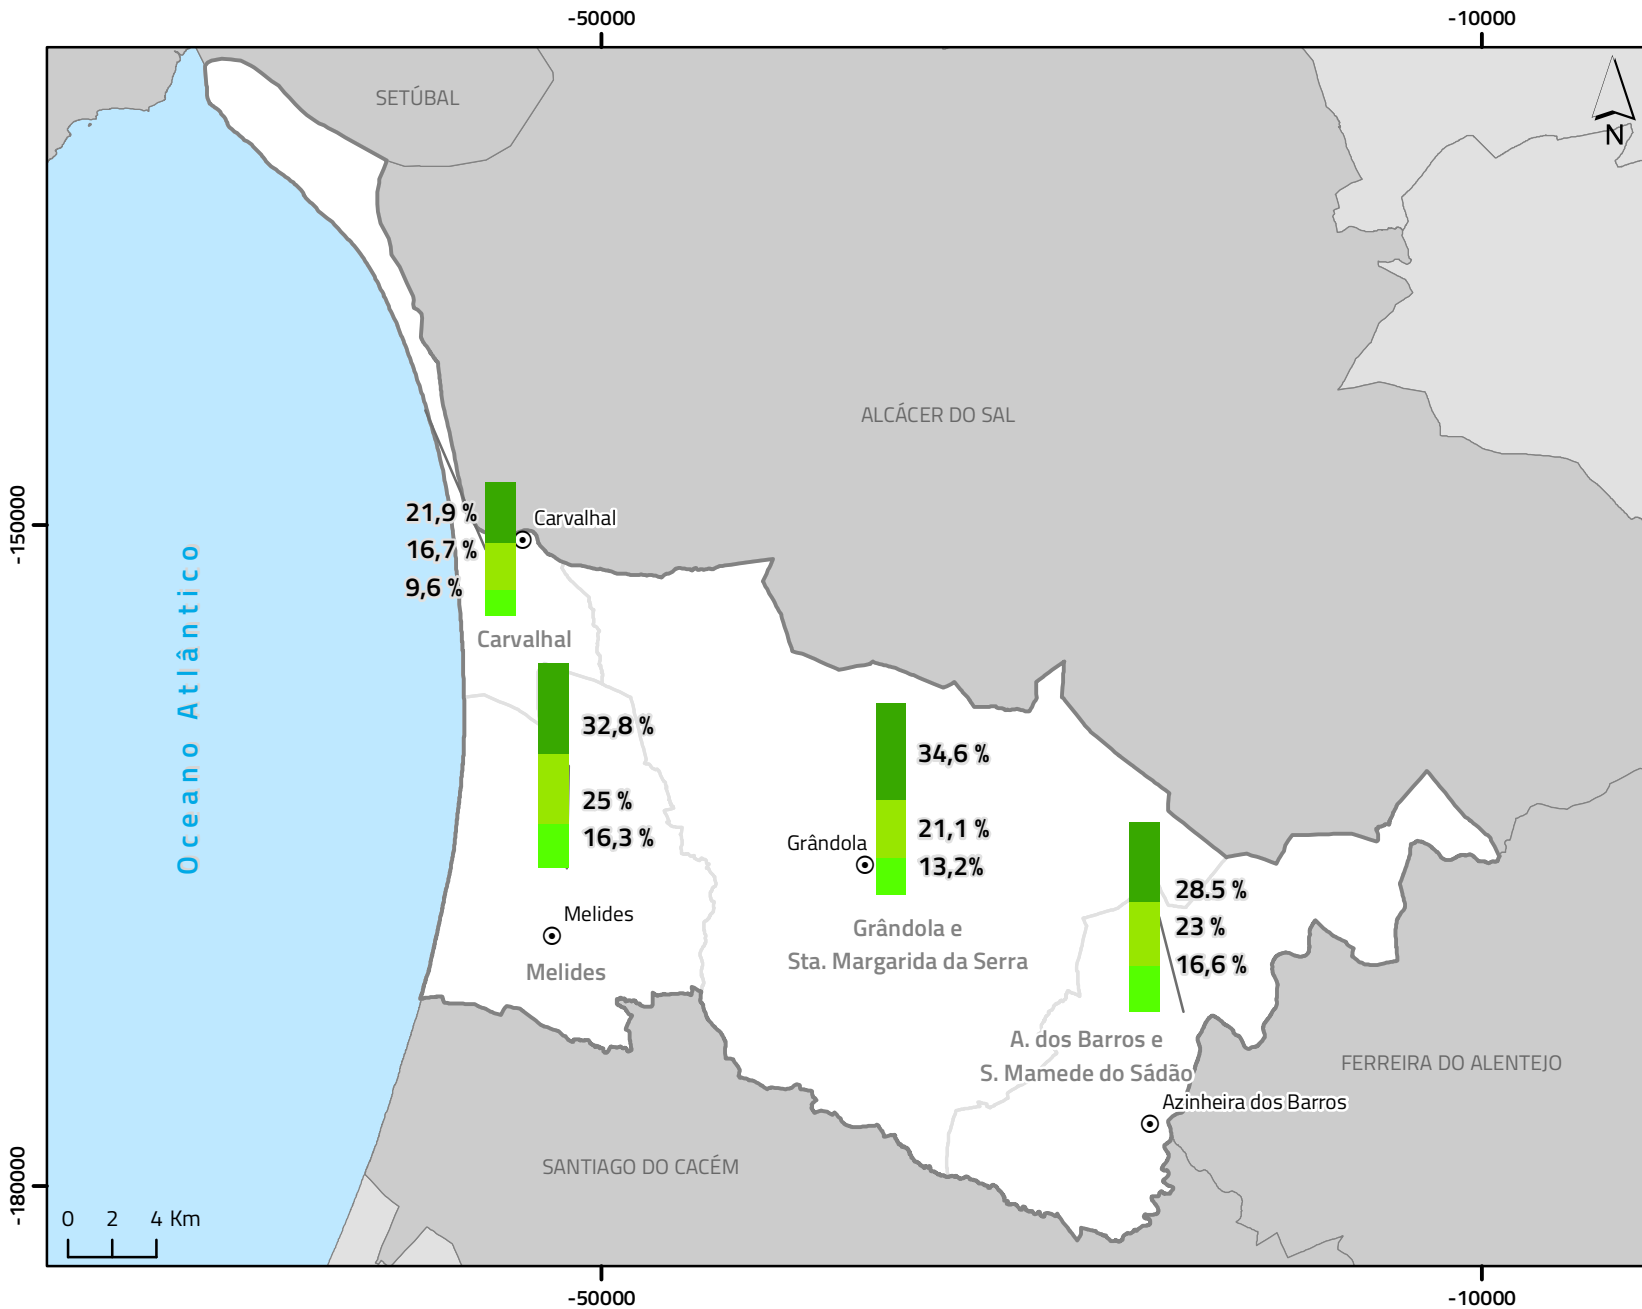 -50000
-10000
SETÚBAL
N
ALCÁCER DO SAL
-150000
21,9 %
Carvalhal
16,7 %
9,6 %
Oceano Atlântico
Carvalhal
32,8 %
25 %
16,3 %
34,6 %
21,1 %
13,2%
Grândola
28.5 %
23 %
16,6 %
Melides
Melides
Grândola e
Sta. Margarida da Serra
A. dos Barros e
S. Mamede do Sádão
FERREIRA DO ALENTEJO
Azinheira dos Barros
SANTIAGO DO CACÉM
-180000
0 2 4 Km
-50000
-10000